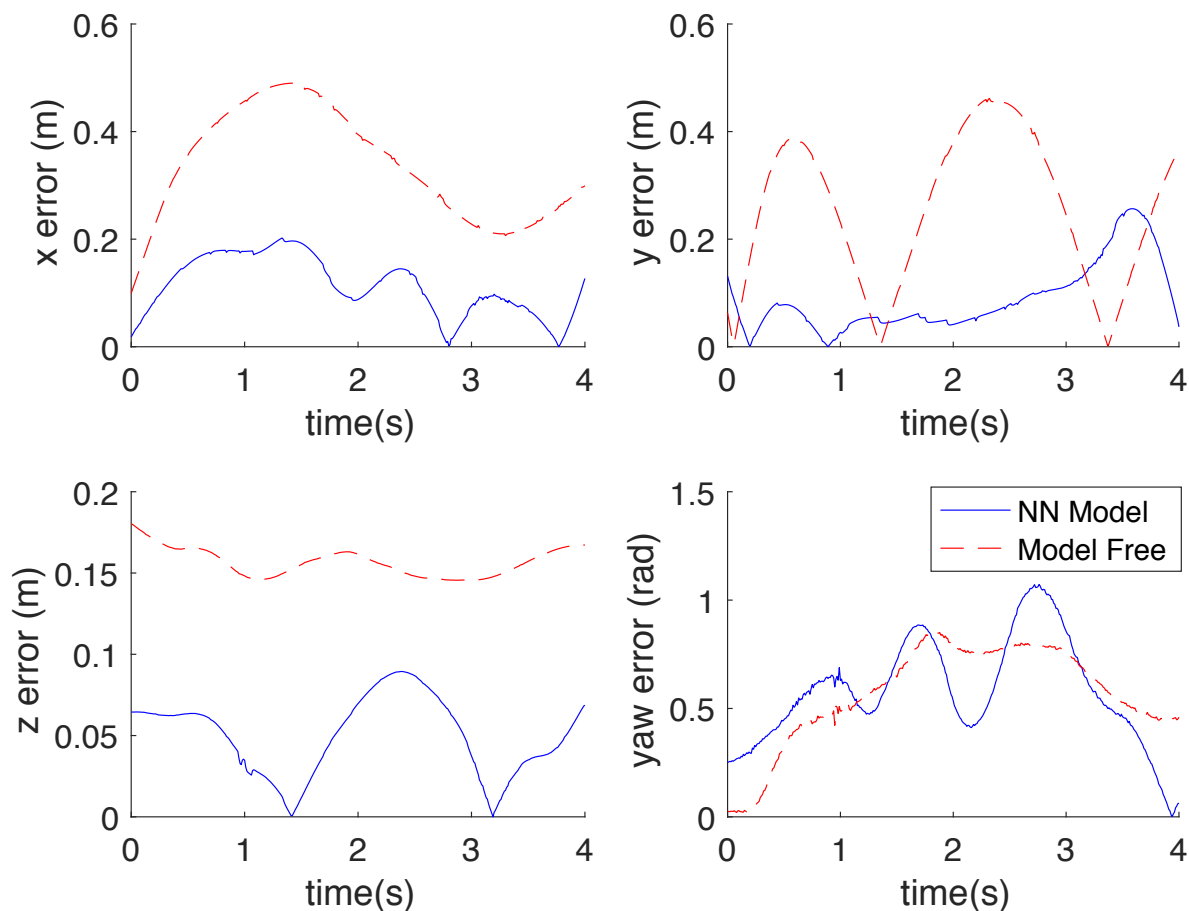 0.6
0.4
0.2
0
x error (m)
0 1 2 3 4
time(s)
0.6
0.4
0.2
0
y error (m)
0 1 2 3 4
time(s)
0.2
0.15
0.1
0.05
0
z error (m)
0 1 2 3 4
time(s)
1.5
1
0.5
0
yaw error (rad)
NN Model
Model Free
0 1 2 3 4
time(s)